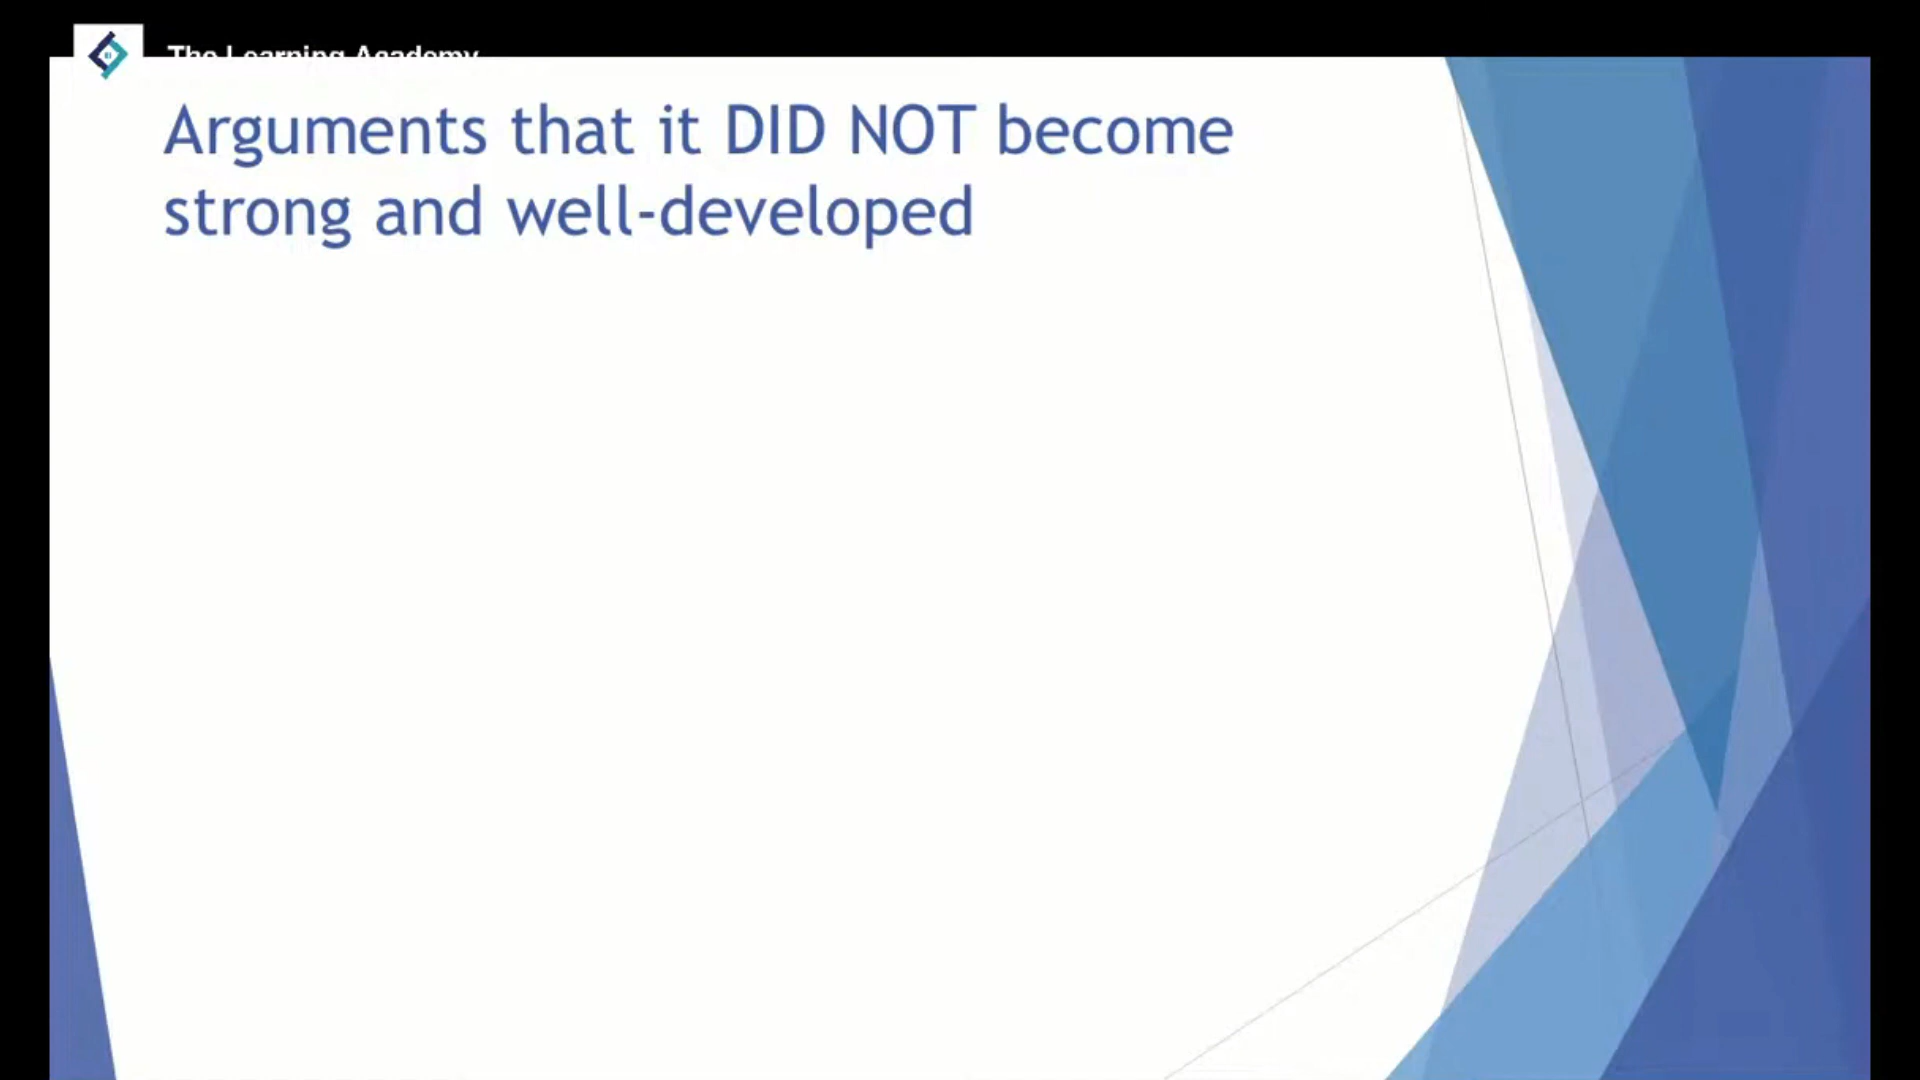 The Learning Academy
Arguments that it DID NOT become
strong and well-developed